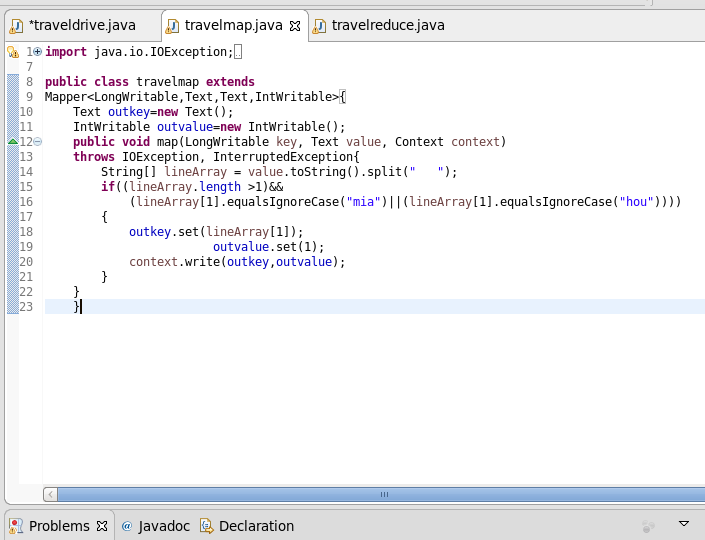 *traveldrive.java travelmap.java travelreduce.java
1 import java.io.IOException;
7
8 public class travelmap extends
9 Mapper<LongWritable,Text,Text,IntWritable>{
10 Text outkey=new Text();
11 IntWritable outvalue=new IntWritable();
12 public void map(LongWritable key, Text value, Context context)
13 throws IOException, InterruptedException{
14 String[] lineArray = value.toString().split("   ");
15 if((lineArray.length >1)&&
16 (lineArray[1].equalsIgnoreCase("mia")||(lineArray[1].equalsIgnoreCase("hou"))))
17 {
18 outkey.set(lineArray[1]);
19 outvalue.set(1);
20 context.write(outkey,outvalue);
21 }
22 }
23 }
Problems @ Javadoc Declaration